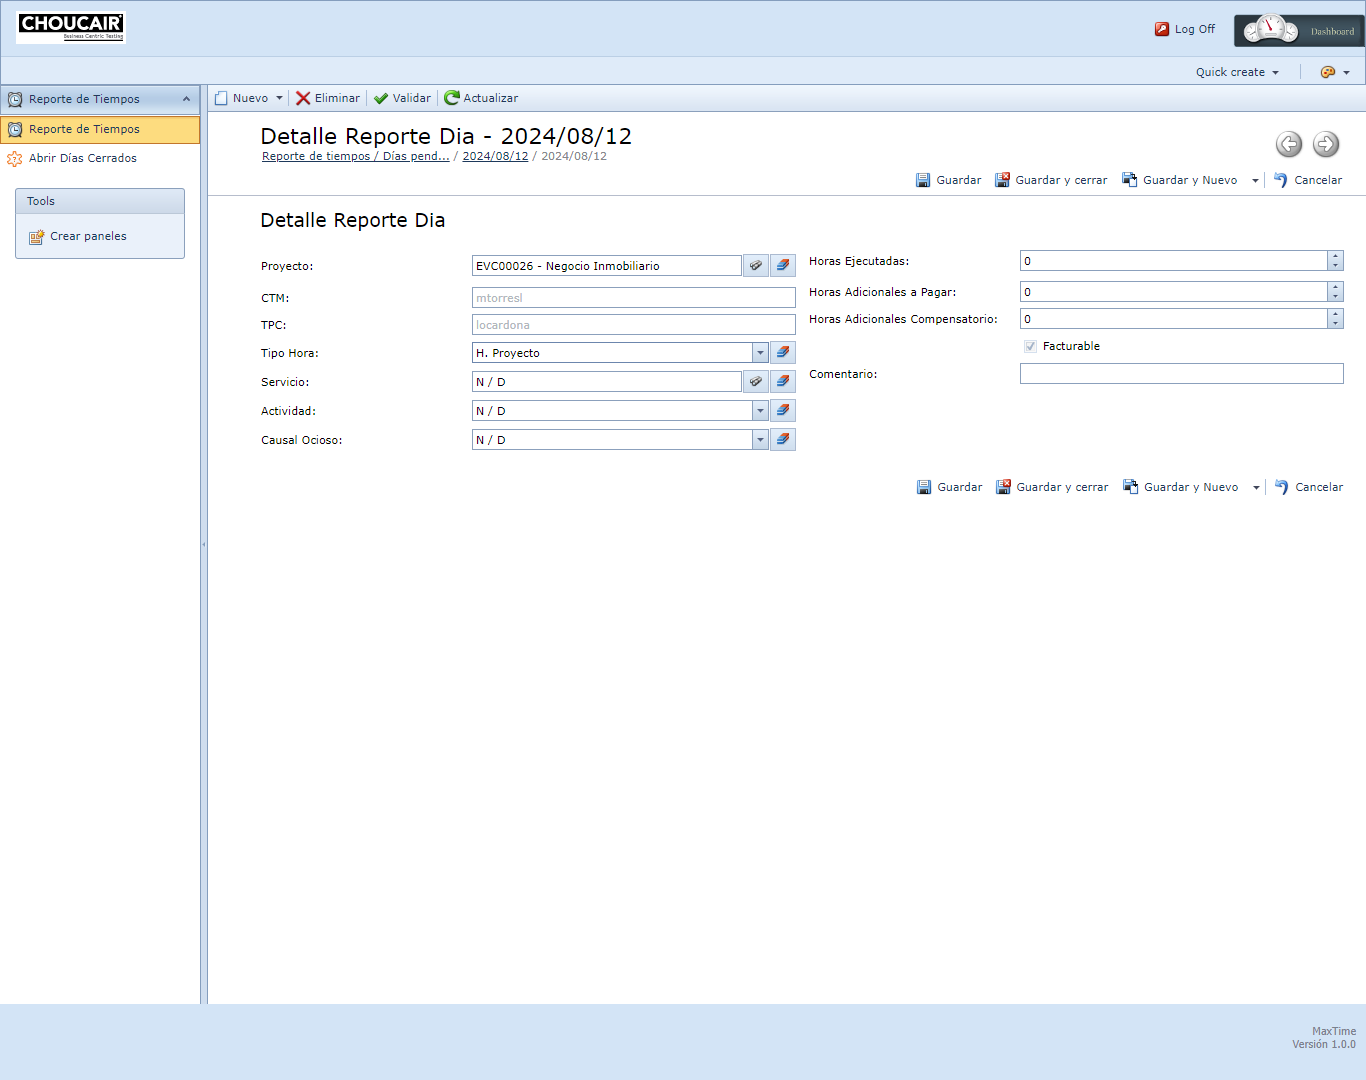 CHOUCAIR
Business Centric Testing
Log Off
Dashboard
Quick create
Reporte de Tiempos
Reporte de Tiempos
Abrir Días Cerrados
Tools
Crear paneles
Nuevo
Eliminar
Validar
Actualizar
Detalle Reporte Dia - 2024/08/12
Reporte de tiempos / Días pend... / 2024/08/12 / 2024/08/12
Guardar
Guardar y cerrar
Guardar y Nuevo
Cancelar
Detalle Reporte Dia
Proyecto: EVC00026 - Negocio Inmobiliario
CTM: mtorresl
TPC: locardona
Tipo Hora: H. Proyecto
Servicio: N / D
Actividad: N / D
Causal Ocioso: N / D
Horas Ejecutadas: 0
Horas Adicionales a Pagar: 0
Horas Adicionales Compensatorio: 0
Facturable
Comentario:
Guardar
Guardar y cerrar
Guardar y Nuevo
Cancelar
MaxTime
Versión 1.0.0